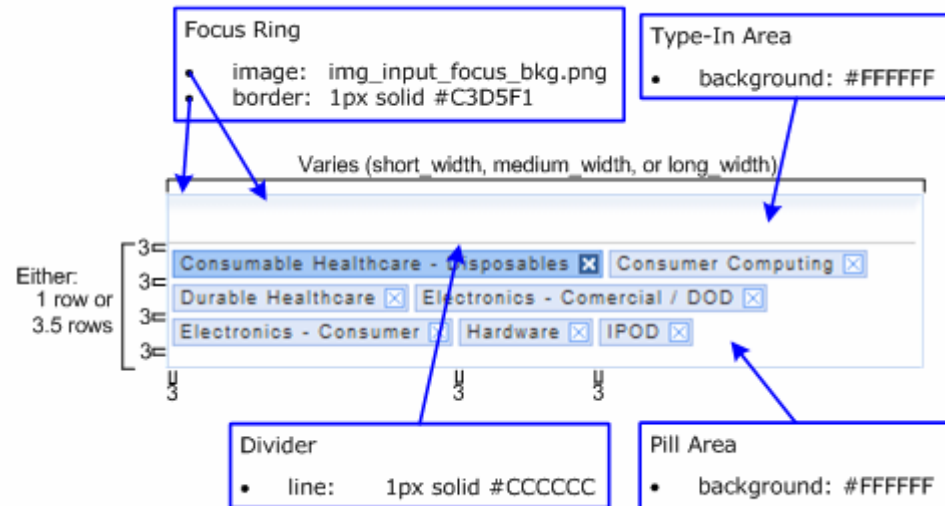 Focus Ring
• image: img_input_focus_bkg.png
• border: 1px solid #C3D5F1
Type-In Area
• background: #FFFFFF
Varies (short_width, medium_width, or long_width)
Either:
1 row or
3.5 rows
3
3
3
3
Consumable Healthcare - Disposables
Consumer Computing
Durable Healthcare
Electronics - Comercial / DOD
Electronics - Consumer
Hardware
IPOD
3
3
3
Divider
• line: 1px solid #CCCCCC
Pill Area
• background: #FFFFFF